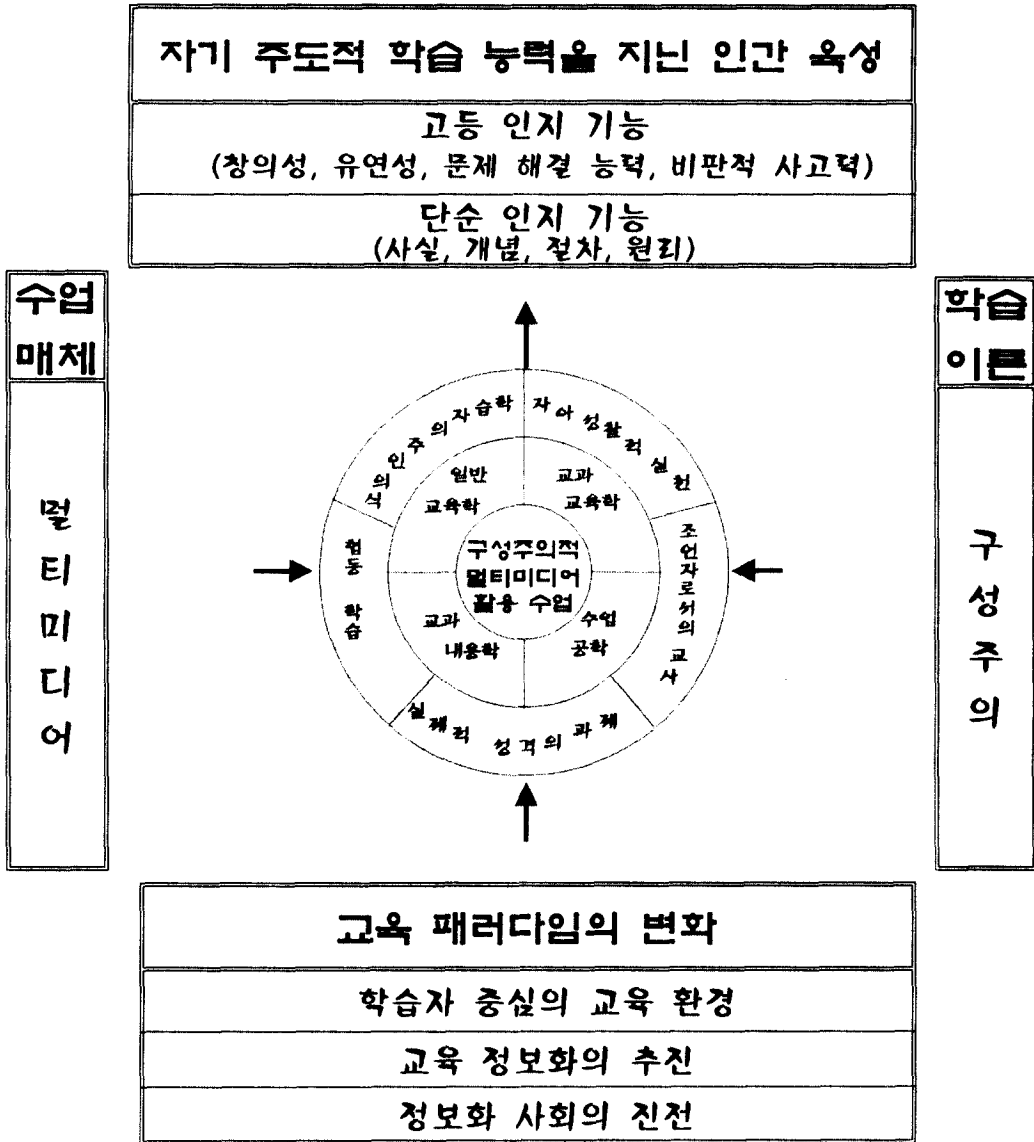 자기 주도적 학습 능력을 지닌 인간 육성
고등 인지 기능
(창의성, 유연성, 문제 해결 능력, 비판적 사고력)
단순 인지 기능
(사실, 개념, 절차, 원리)
수업
매체
멀
티
미
디
어
학습자의 주인의식
자아 성찰적 실천
협동 학습
조언자로서의 교사
실제적 성격의 과제
일반
교육학
교과
교육학
구성주의적
멀티미디어
활용 수업
교과
내용학
수업
공학
학습
이론
구
성
주
의
교육 패러다임의 변화
학습자 중심의 교육 환경
교육 정보화의 추진
정보화 사회의 진전